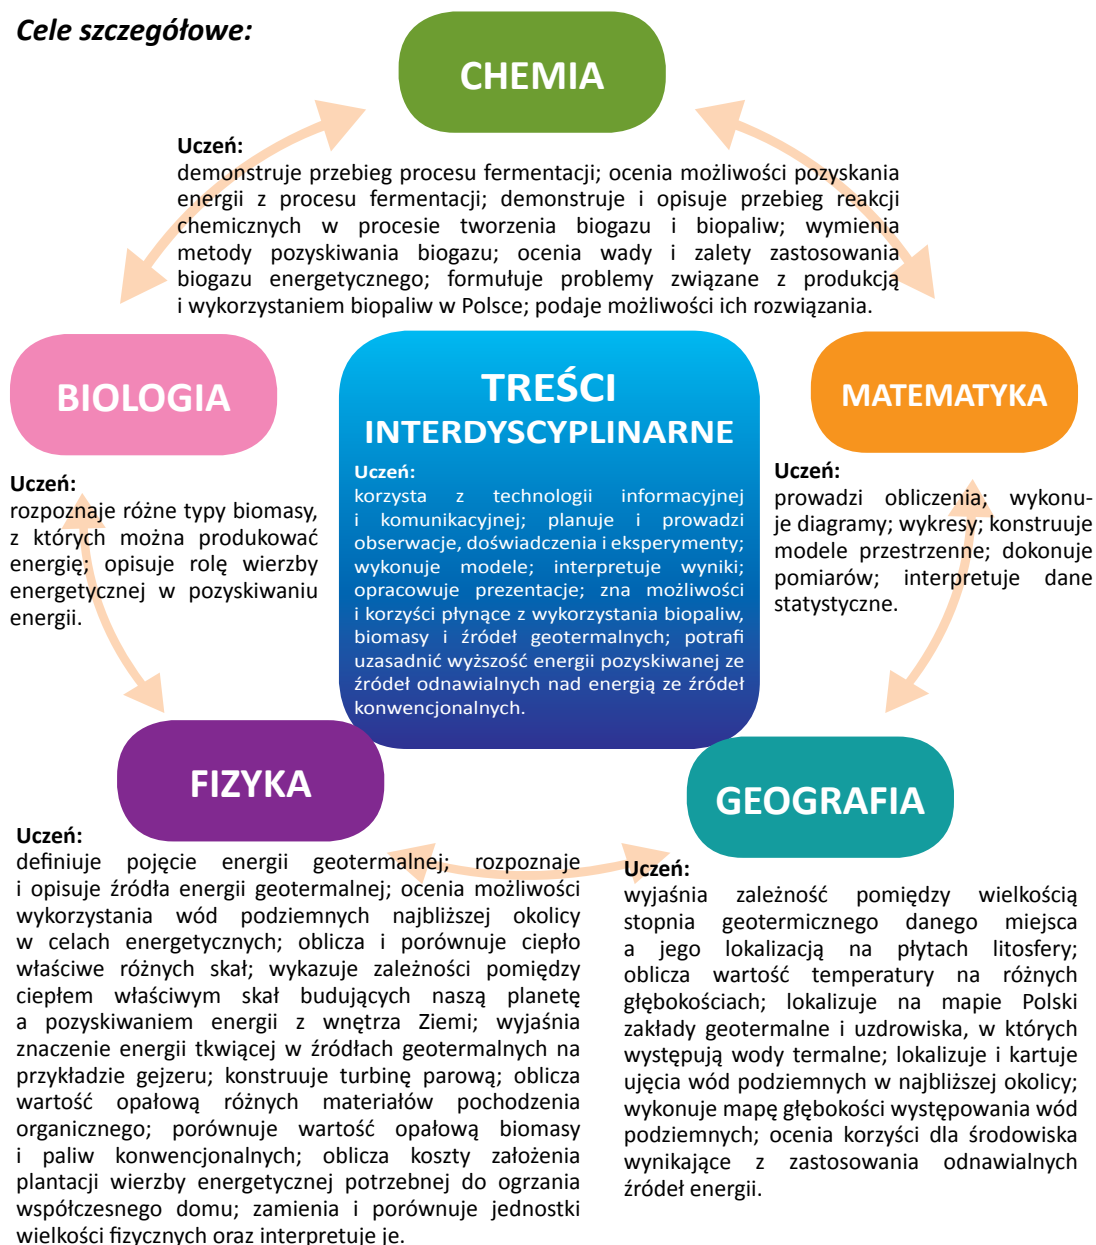 Cele szczegółowe:
CHEMIA
Uczeń:
demonstruje przebieg procesu fermentacji; ocenia możliwości pozyskania
energii z procesu fermentacji; demonstruje i opisuje przebieg reakcji
chemicznych w procesie tworzenia biogazu i biopaliw; wymienia
metody pozyskiwania biogazu; ocenia wady i zalety zastosowania
biogazu energetycznego; formułuje problemy związane z produkcją
i wykorzystaniem biopaliw w Polsce; podaje możliwości ich rozwiązania.
BIOLOGIA
Uczeń:
rozpoznaje różne typy biomasy,
z których można produkować
energię; opisuje rolę wierzby
energetycznej w pozyskiwaniu
energii.
TREŚCI
INTERDYSCYPLINARNE
Uczeń:
korzysta z technologii informacyjnej
i komunikacyjnej; planuje i prowadzi
obserwacje, doświadczenia i eksperymenty;
wykonuje modele; interpretuje wyniki;
opracowuje prezentacje; zna możliwości
i korzyści płynące z wykorzystania biopaliw,
biomasy i źródeł geotermalnych; potrafi
uzasadnić wyższość energii pozyskiwanej ze
źródeł odnawialnych nad energią ze źródeł
konwencjonalnych.
MATEMATYKA
Uczeń:
prowadzi obliczenia; wykonu-
je diagramy; wykresy; konstruuje
modele przestrzenne; dokonuje
pomiarów; interpretuje dane
statystyczne.
FIZYKA
Uczeń:
definiuje pojęcie energii geotermalnej; rozpoznaje
i opisuje źródła energii geotermalnej; ocenia możliwości
wykorzystania wód podziemnych najbliższej okolicy
w celach energetycznych; oblicza i porównuje ciepło
właściwe różnych skał; wykazuje zależności pomiędzy
ciepłem właściwym skał budujących naszą planetę
a pozyskiwaniem energii z wnętrza Ziemi; wyjaśnia
znaczenie energii tkwiącej w źródłach geotermalnych na
przykładzie gejzeru; konstruuje turbinę parową; oblicza
wartość opałową różnych materiałów pochodzenia
organicznego; porównuje wartość opałową biomasy
i paliw konwencjonalnych; oblicza koszty założenia
plantacji wierzby energetycznej potrzebnej do ogrzania
współczesnego domu; zamienia i porównuje jednostki
wielkości fizycznych oraz interpretuje je.
GEOGRAFIA
Uczeń:
wyjaśnia zależność pomiędzy wielkością
stopnia geotermicznego danego miejsca
a jego lokalizacją na płytach litosfery;
oblicza wartość temperatury na różnych
głębokościach; lokalizuje na mapie Polski
zakłady geotermalne i uzdrowiska, w których
występują wody termalne; lokalizuje i kartuje
ujęcia wód podziemnych w najbliższej okolicy;
wykonuje mapę głębokości występowania wód
podziemnych; ocenia korzyści dla środowiska
wynikające z zastosowania odnawialnych
źródeł energii.